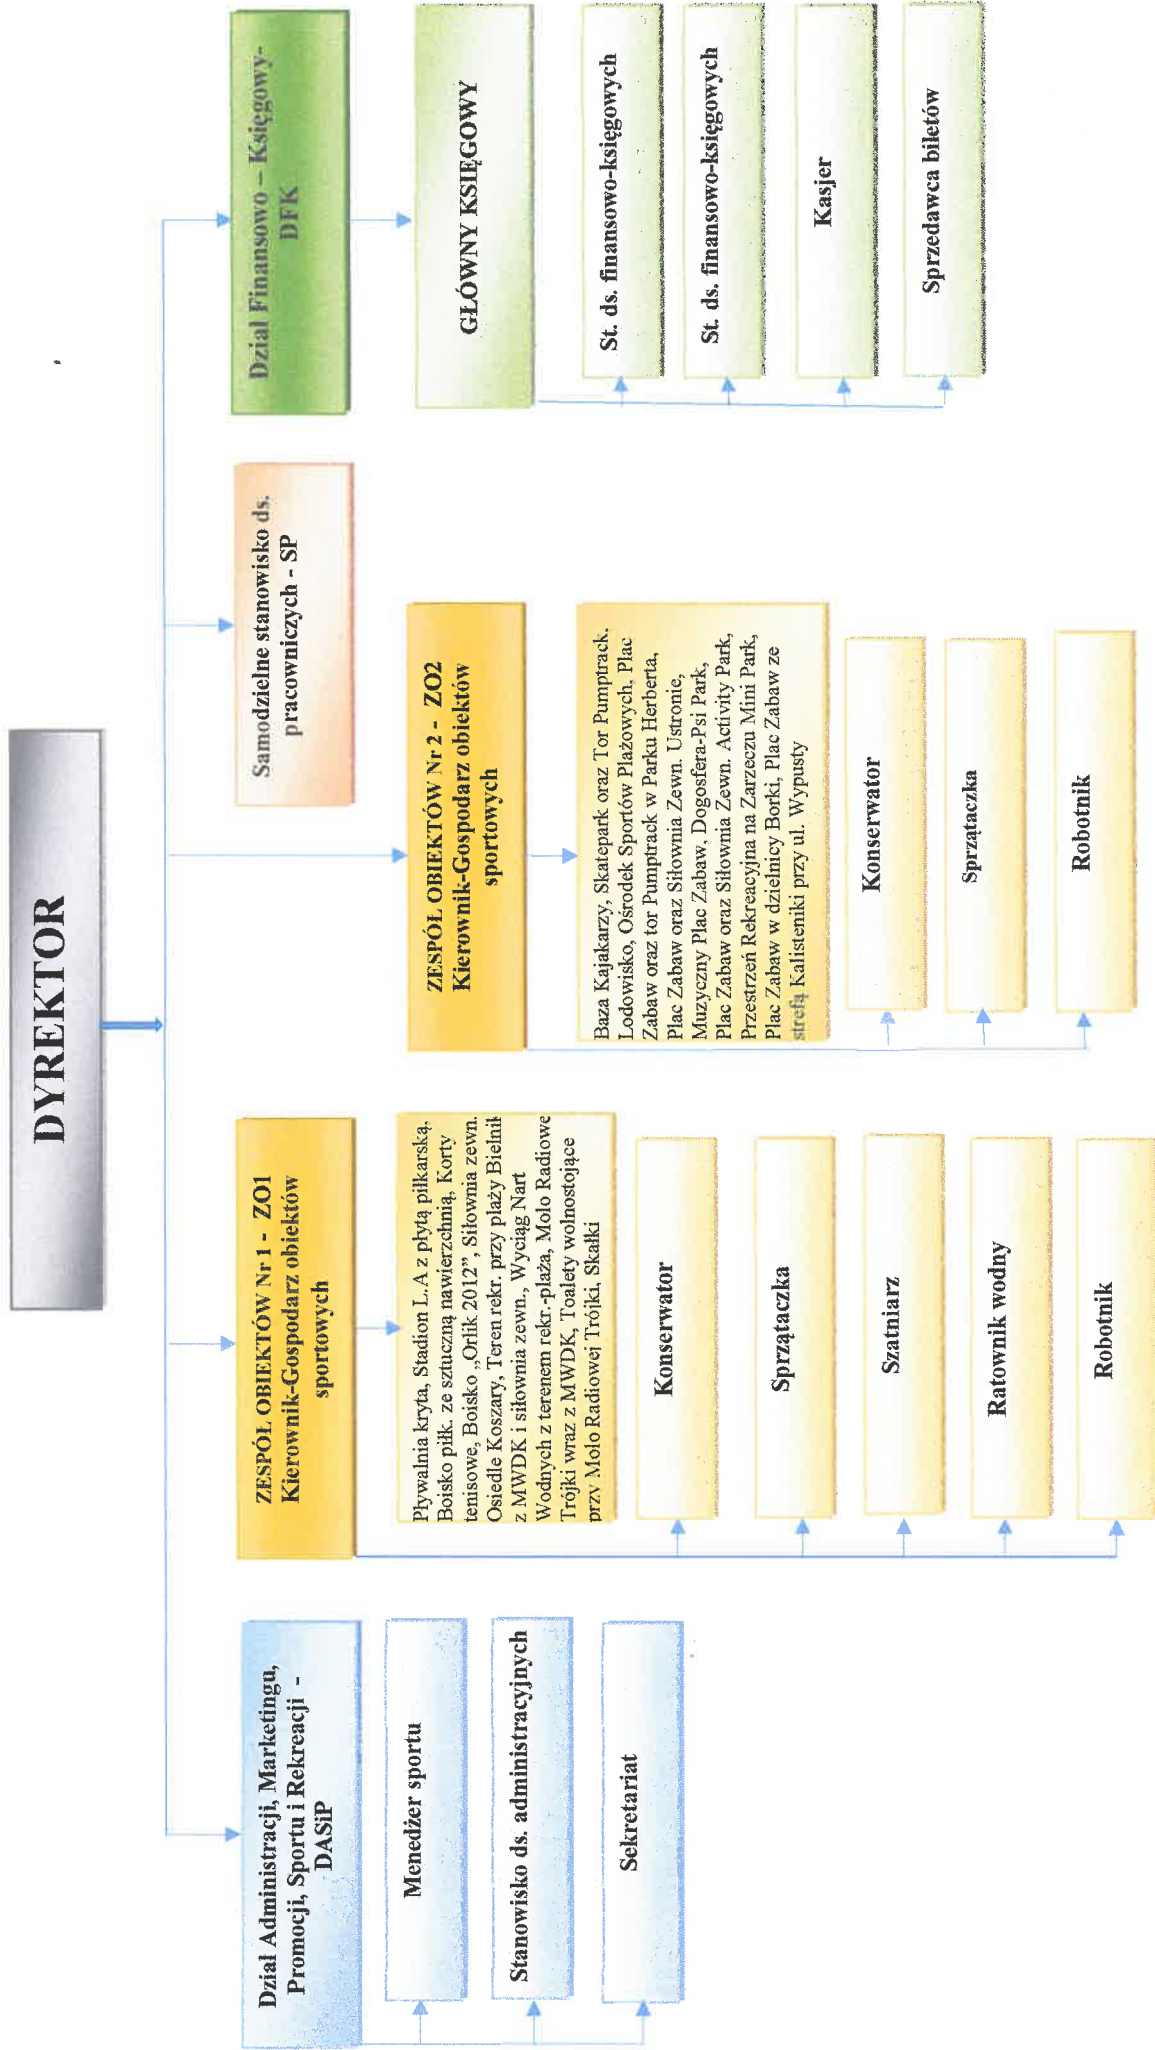 DYREKTOR
Dział Administracji, Marketingu,
Promocji, Sportu i Rekreacji -
DASiP
Menedżer sportu
Stanowisko ds. administracyjnych
Sekretariat
ZESPÓŁ OBIEKTÓW Nr 1 - ZO1
Kierownik-Gospodarz obiektów
sportowych
Pływalnia kryta, Stadion L.A z płytą piłkarską,
Boisko piłk. ze sztuczną nawierzchnią, Korty
tenisowe, Boisko „Orlik 2012”, Siłownia zewn.
Osiedle Koszary, Teren rekr. przy plaży Bielnik
z MWDK i siłownia zewn., Wyciąg Nart
Wodnych z terenem rekr.-plaża, Molo Radiowe
Trójki wraz z MWDK, Toalety wolnostojące
przy Molo Radiowej Trójki, Skałki
Konserwator
Sprzątaczka
Szatniarz
Ratownik wodny
Robotnik
ZESPÓŁ OBIEKTÓW Nr 2 - ZO2
Kierownik-Gospodarz obiektów
sportowych
Baza Kajakarzy, Skatepark oraz Tor Pumptrack,
Lodowisko, Ośrodek Sportów Plażowych, Plac
Zabaw oraz tor Pumptrack w Parku Herberta,
Plac Zabaw oraz Siłownia Zewn. Ustronie,
Muzyczny Plac Zabaw, Dogosfera-Psi Park,
Plac Zabaw oraz Siłownia Zewn. Activity Park,
Przestrzeń Rekreacyjna na Zarzeczu Mini Park,
Plac Zabaw w dzielnicy Borki, Plac Zabaw ze
strefą Kalisteniki przy ul. Wypusty
Konserwator
Sprzątaczka
Robotnik
Samodzielne stanowisko ds.
pracowniczych - SP
Dział Finansowo – Księgowy-
DFK
GŁÓWNY KSIĘGOWY
St. ds. finansowo-księgowych
St. ds. finansowo-księgowych
Kasjer
Sprzedawca biletów